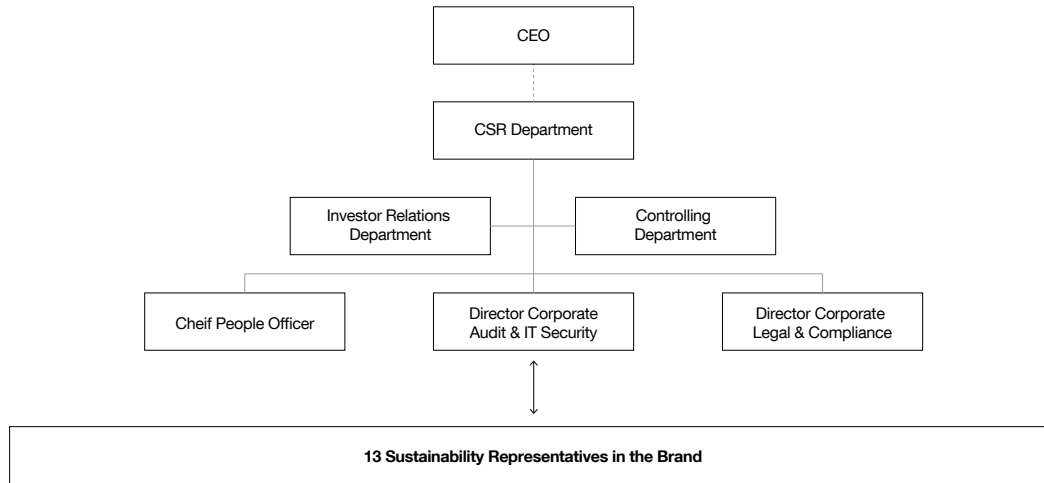 CEO
CSR Department
Investor Relations
Department
Controlling
Department
Cheif People Officer
Director Corporate
Audit & IT Security
Director Corporate
Legal & Compliance
13 Sustainability Representatives in the Brand